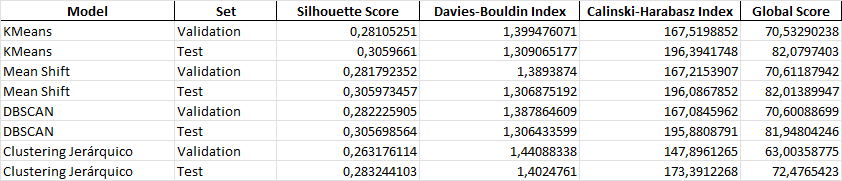 Model Set Silhouette Score Davies-Bouldin Index Calinski-Harabasz Index Global Score
KMeans Validation 0,28105251 1,399476071 167,5198852 70,53290238
KMeans Test 0,3059661 1,309065177 196,3941748 82,0797403
Mean Shift Validation 0,281792352 1,3893874 167,2153907 70,61187942
Mean Shift Test 0,305973457 1,306875192 196,0867852 82,01389947
DBSCAN Validation 0,282225905 1,387864609 167,0845962 70,60088699
DBSCAN Test 0,305698564 1,306433599 195,8808791 81,94804246
Clustering Jerárquico Validation 0,263176114 1,44088338 147,8961265 63,00358775
Clustering Jerárquico Test 0,283244103 1,4024761 173,3912268 72,4765423